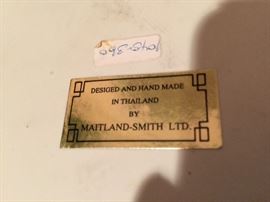 DESIGED AND HAND MADE
IN THAILAND
BY
MAITLAND-SMITH LTD.